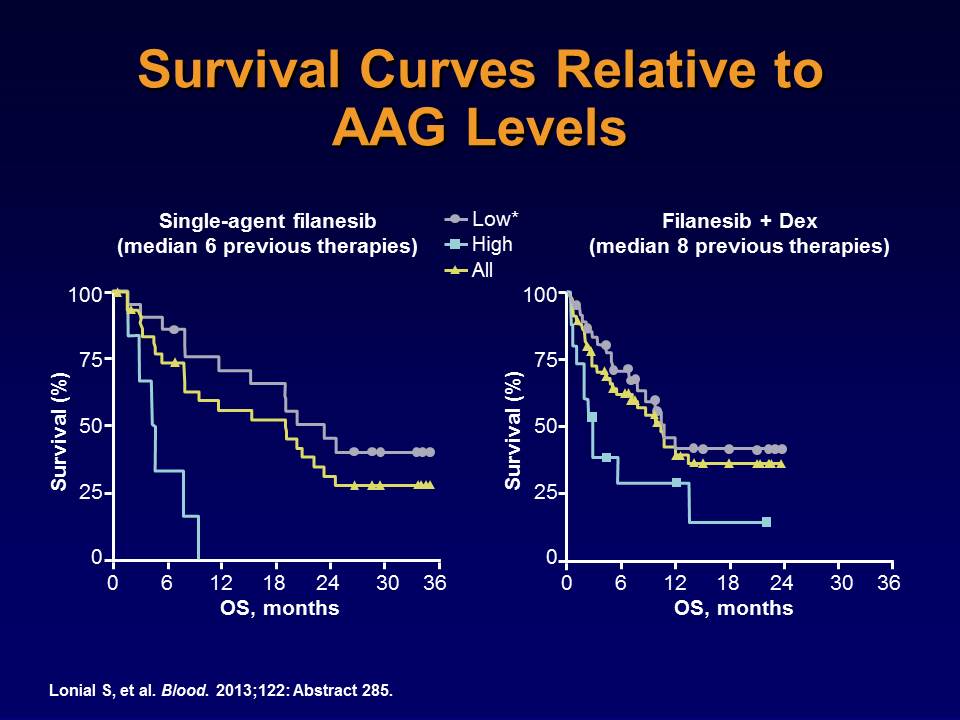 Survival Curves Relative to
AAG Levels
Single-agent filanesib
(median 6 previous therapies)
Low*
High
All
Filanesib + Dex
(median 8 previous therapies)
Survival (%)
100
75
50
25
0
0 6 12 18 24 30 36
OS, months
Survival (%)
100
75
50
25
0
0 6 12 18 24 30 36
OS, months
Lonial S, et al. Blood. 2013;122: Abstract 285.